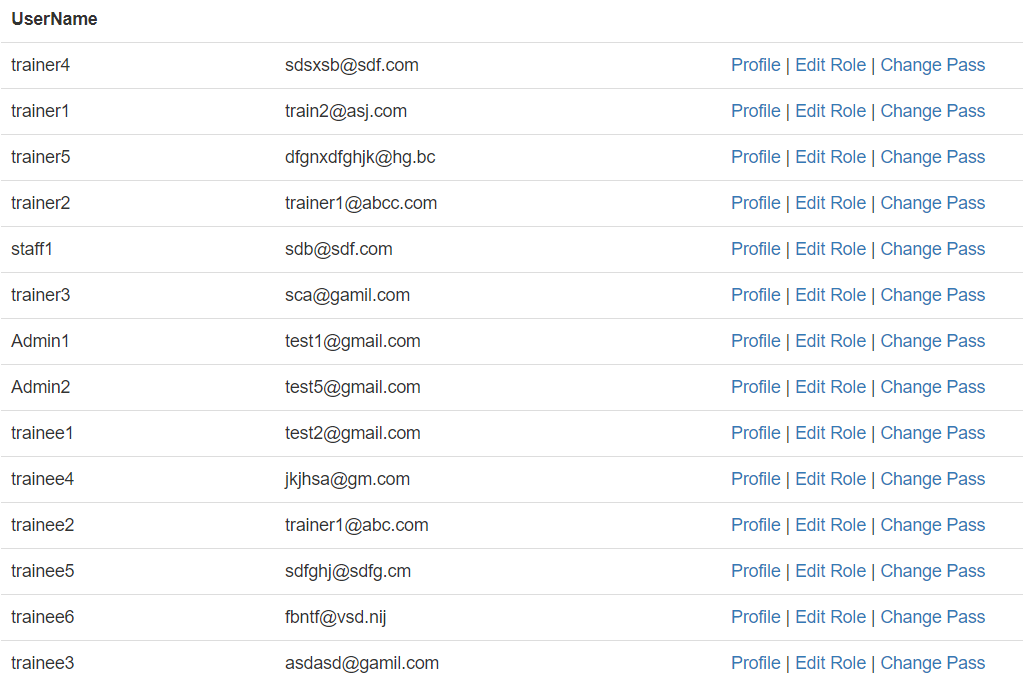 UserName
trainer4 sdsxsb@sdf.com Profile | Edit Role | Change Pass
trainer1 train2@asj.com Profile | Edit Role | Change Pass
trainer5 dfgnxdfghjk@hg.bc Profile | Edit Role | Change Pass
trainer2 trainer1@abcc.com Profile | Edit Role | Change Pass
staff1 sdb@sdf.com Profile | Edit Role | Change Pass
trainer3 sca@gamil.com Profile | Edit Role | Change Pass
Admin1 test1@gmail.com Profile | Edit Role | Change Pass
Admin2 test5@gmail.com Profile | Edit Role | Change Pass
trainee1 test2@gmail.com Profile | Edit Role | Change Pass
trainee4 jkjhsa@gm.com Profile | Edit Role | Change Pass
trainee2 trainer1@abc.com Profile | Edit Role | Change Pass
trainee5 sdfghj@sdfg.cm Profile | Edit Role | Change Pass
trainee6 fbntf@vsd.nij Profile | Edit Role | Change Pass
trainee3 asdasd@gamil.com Profile | Edit Role | Change Pass